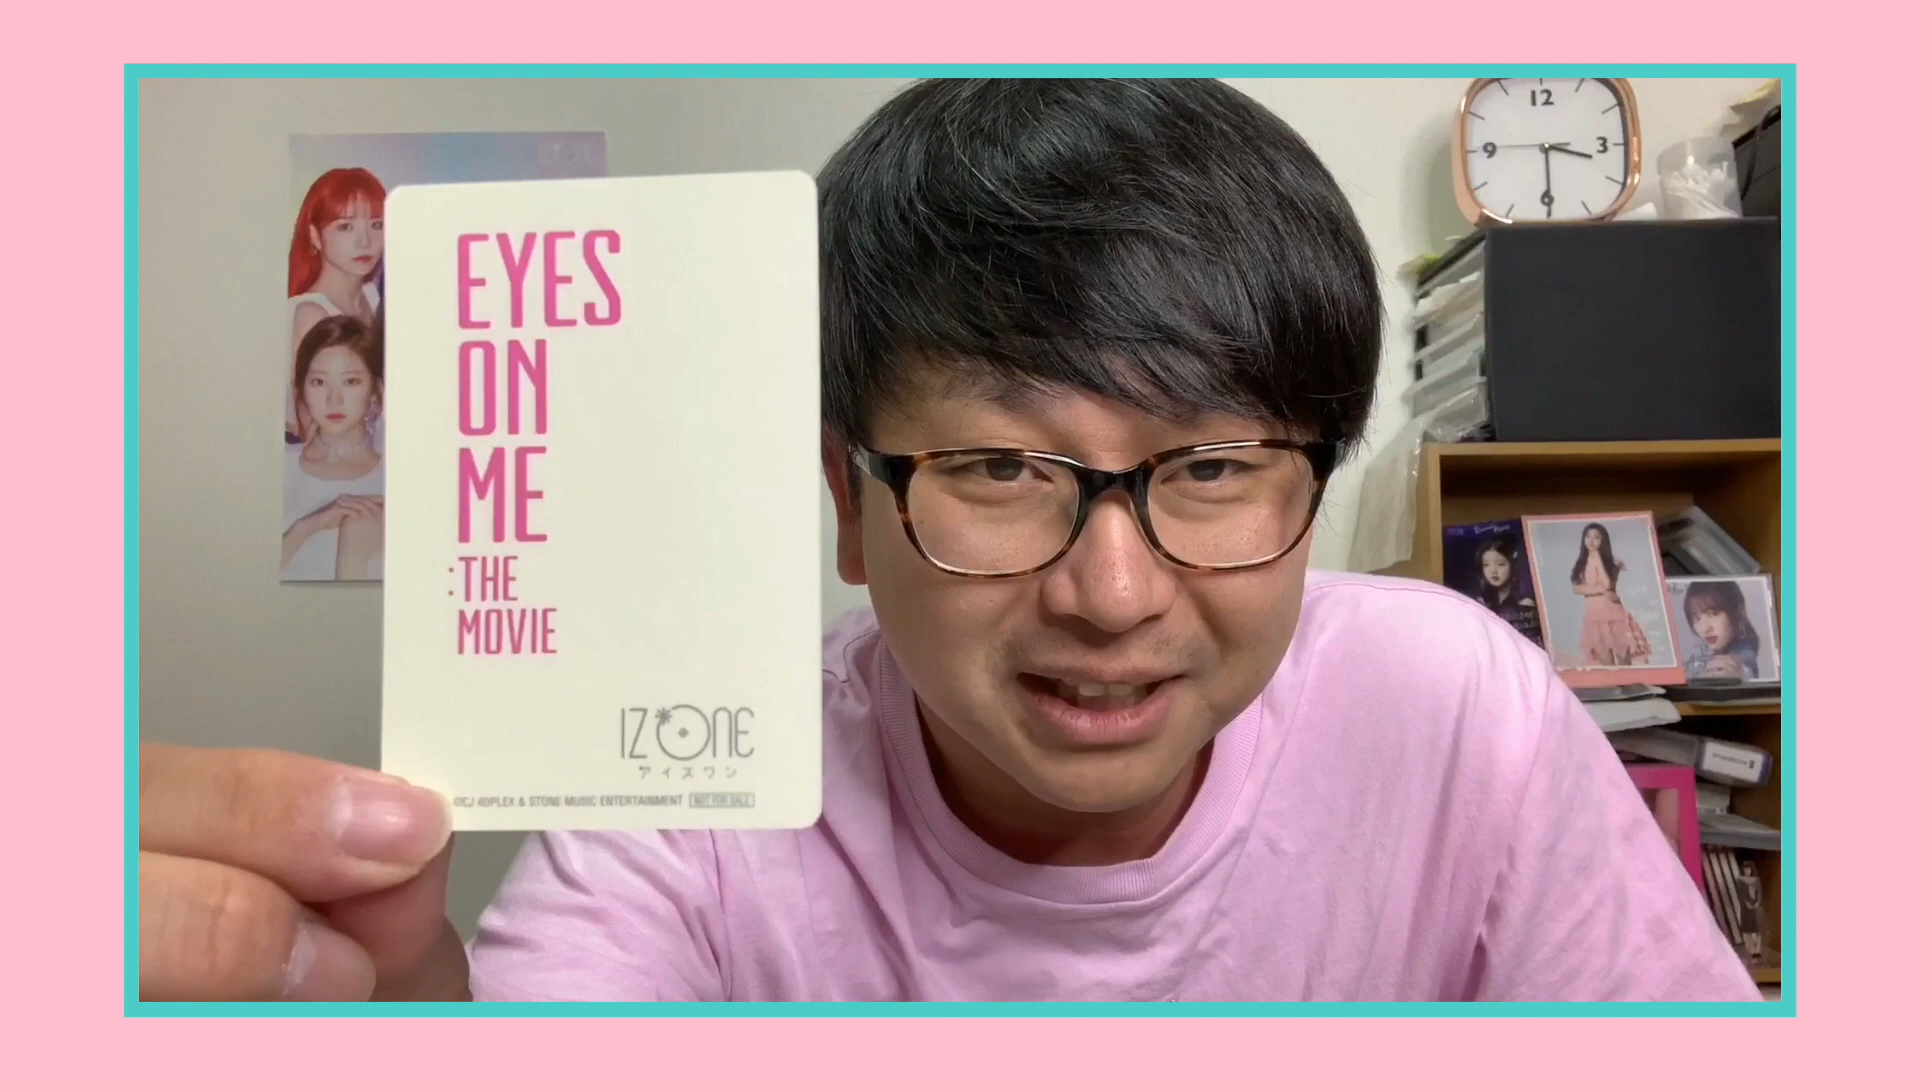 EYES
ON
ME
:THE
MOVIE
IZ*ONE
アイズワン
©CJ 4DPLEX & STONE MUSIC ENTERTAINMENT NOT FOR SALE
12
9
3
6